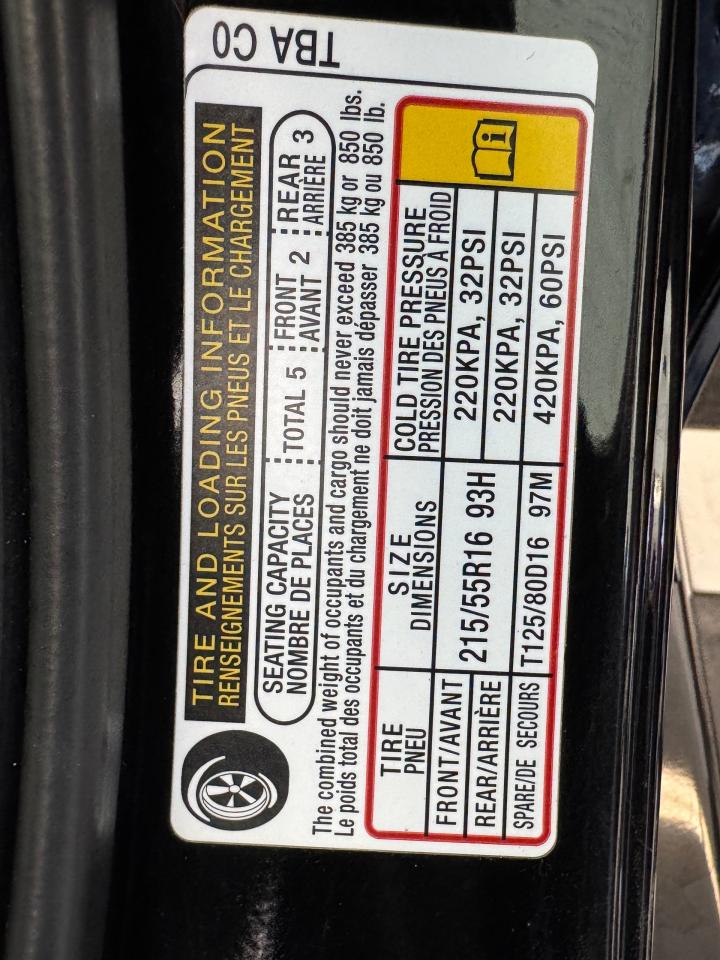 TBA C0
TIRE AND LOADING INFORMATION
RENSEIGNEMENTS SUR LES PNEUS ET LE CHARGEMENT
SEATING CAPACITY TOTAL 5 FRONT 2 REAR 3
NOMBRE DE PLACES AVANT ARRIÈRE
The combined weight of occupants and cargo should never exceed 385 kg or 850 lbs.
Le poids total des occupants et du chargement ne doit jamais dépasser 385 kg ou 850 lb.
TIRE SIZE COLD TIRE PRESSURE
PNEU DIMENSIONS PRESSION DES PNEUS À FROID
FRONT/AVANT 215/55R16 93H 220KPA, 32PSI
REAR/ARRIÈRE 220KPA, 32PSI
SPARE/DE SECOURS T125/80D16 97M 420KPA, 60PSI